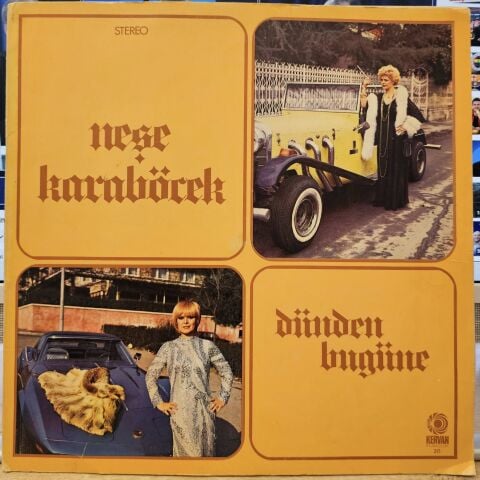 STEREO
neşe
karaböcek
dünden
bugüne
KERVAN